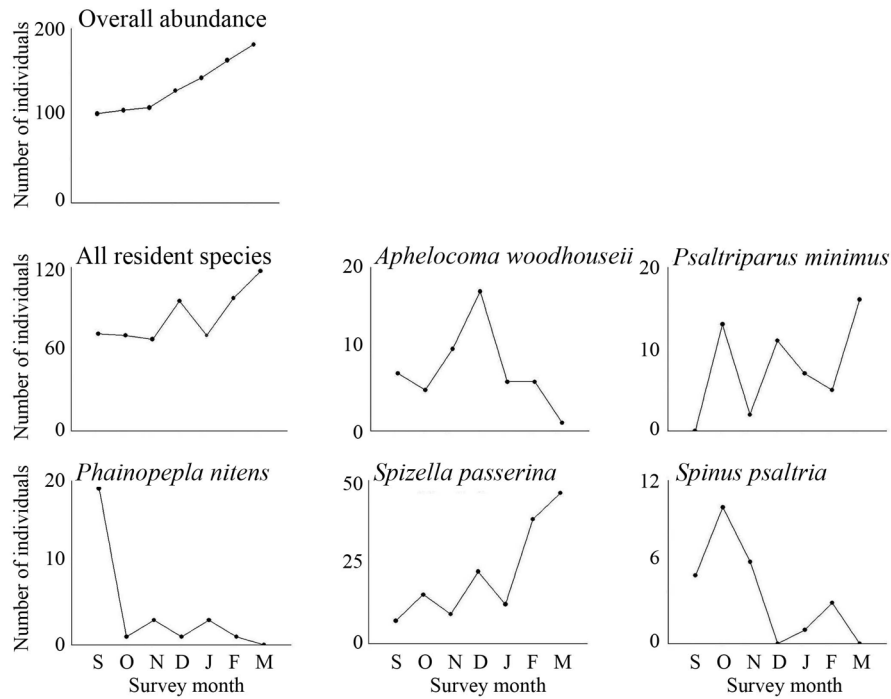 Overall abundance
200
100
0
Number of individuals
All resident species
120
60
0
Number of individuals
Aphelocoma woodhouseii
20
10
0
Psaltriparus minimus
20
10
0
Phainopepla nitens
20
10
0
Number of individuals
S O N D J F M
Survey month
Spizella passerina
50
25
0
S O N D J F M
Survey month
Spinus psaltria
12
6
0
S O N D J F M
Survey month